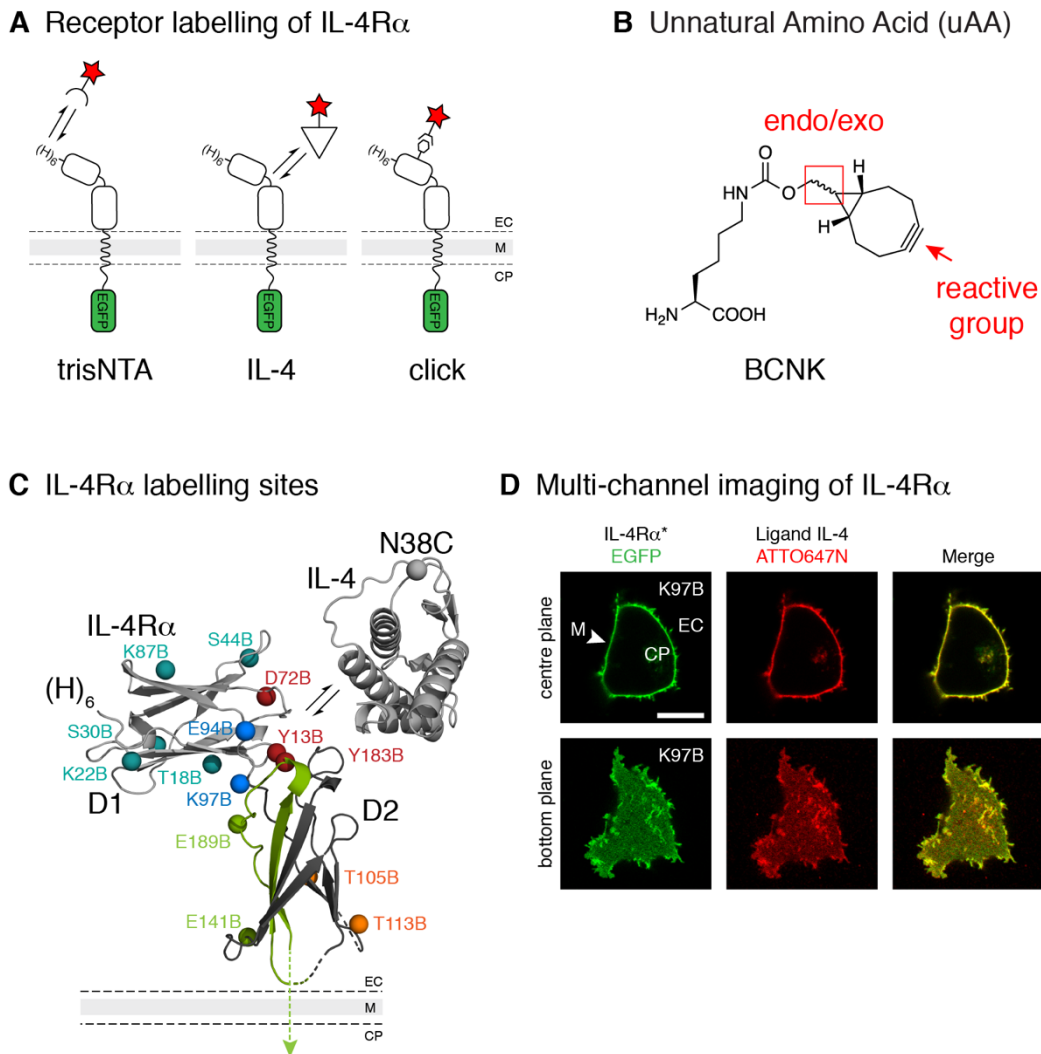 A Receptor labelling of IL-4Rα
(H)6
(H)6
(H)6
EC
M
CP
EGFP
EGFP
EGFP
trisNTA
IL-4
click
B Unnatural Amino Acid (uAA)
endo/exo
O
H
NH
O
H
H2N
COOH
reactive
group
BCNK
C IL-4Rα labelling sites
N38C
IL-4
IL-4Rα
S44B
K87B
(H)6
D72B
E94B
S30B
Y13B
Y183B
K22B
T18B
D1
K97B
D2
E189B
T105B
E141B
T113B
EC
M
CP
D Multi-channel imaging of IL-4Rα
IL-4Rα*
EGFP
Ligand IL-4
ATTO647N
Merge
centre plane
K97B
M
EC
CP
bottom plane
K97B